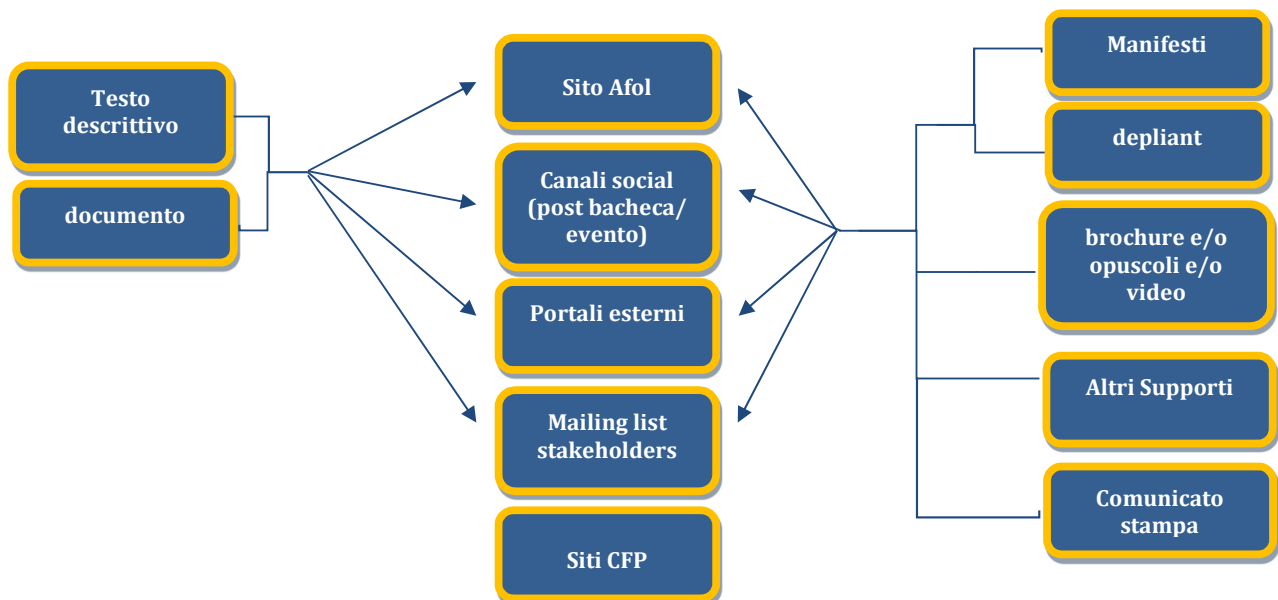 Testo
descrittivo
documento
Sito Afol
Canali social
(post bacheca/
evento)
Portali esterni
Mailing list
stakeholders
Siti CFP
Manifesti
depliant
brochure e/o
opuscoli e/o
video
Altri Supporti
Comunicato
stampa